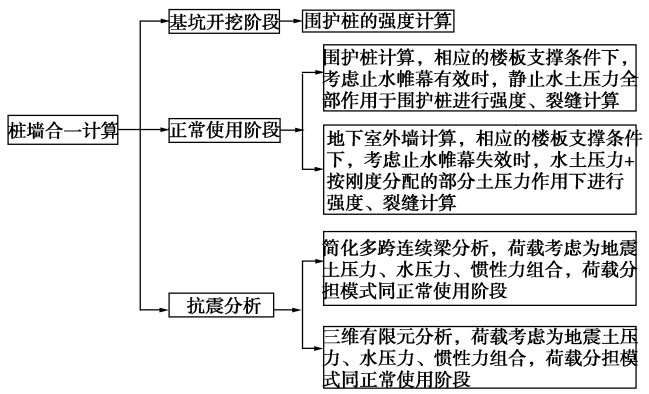 桩墙合一计算
基坑开挖阶段
围护桩的强度计算
正常使用阶段
围护桩计算，相应的楼板支撑条件下，
考虑止水帷幕有效时，静止水土压力全
部作用于围护桩进行强度、裂缝计算
地下室外墙计算，相应的楼板支撑条件
下，考虑止水帷幕失效时，水土压力+
按刚度分配的部分土压力作用下进行
强度、裂缝计算
抗震分析
简化多跨连续梁分析，荷载考虑为地震
土压力、水压力、惯性力组合，荷载分
担模式同正常使用阶段
三维有限元分析，荷载考虑为地震土压
力、水压力、惯性力组合，荷载分担模
式同正常使用阶段